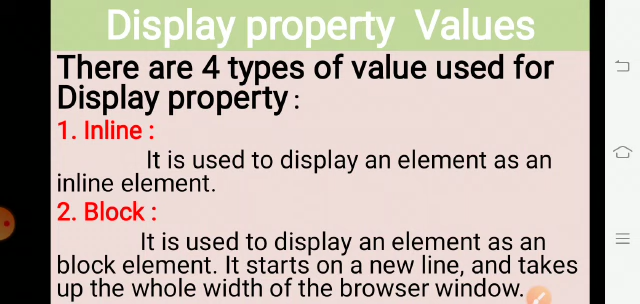 Display property Values
There are 4 types of value used for
Display property :
1. Inline :
It is used to display an element as an
inline element.
2. Block :
It is used to display an element as an
block element. It starts on a new line, and takes
up the whole width of the browser window.